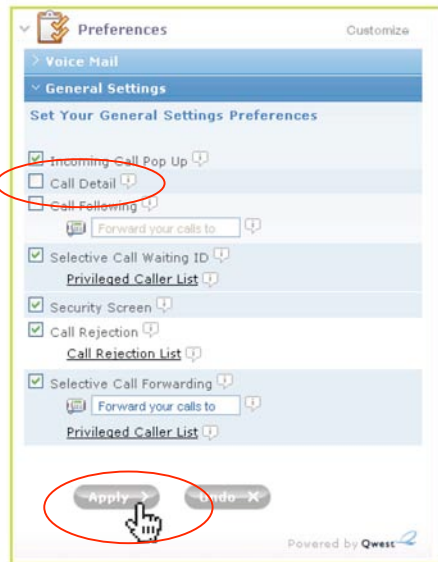 Preferences Customize
Voice Mail
General Settings
Set Your General Settings Preferences
Incoming Call Pop Up
Call Detail
Call Following
Forward your calls to
Selective Call Waiting ID
Privileged Caller List
Security Screen
Call Rejection
Call Rejection List
Selective Call Forwarding
Forward your calls to
Privileged Caller List
Apply > Undo X
Powered by Qwest